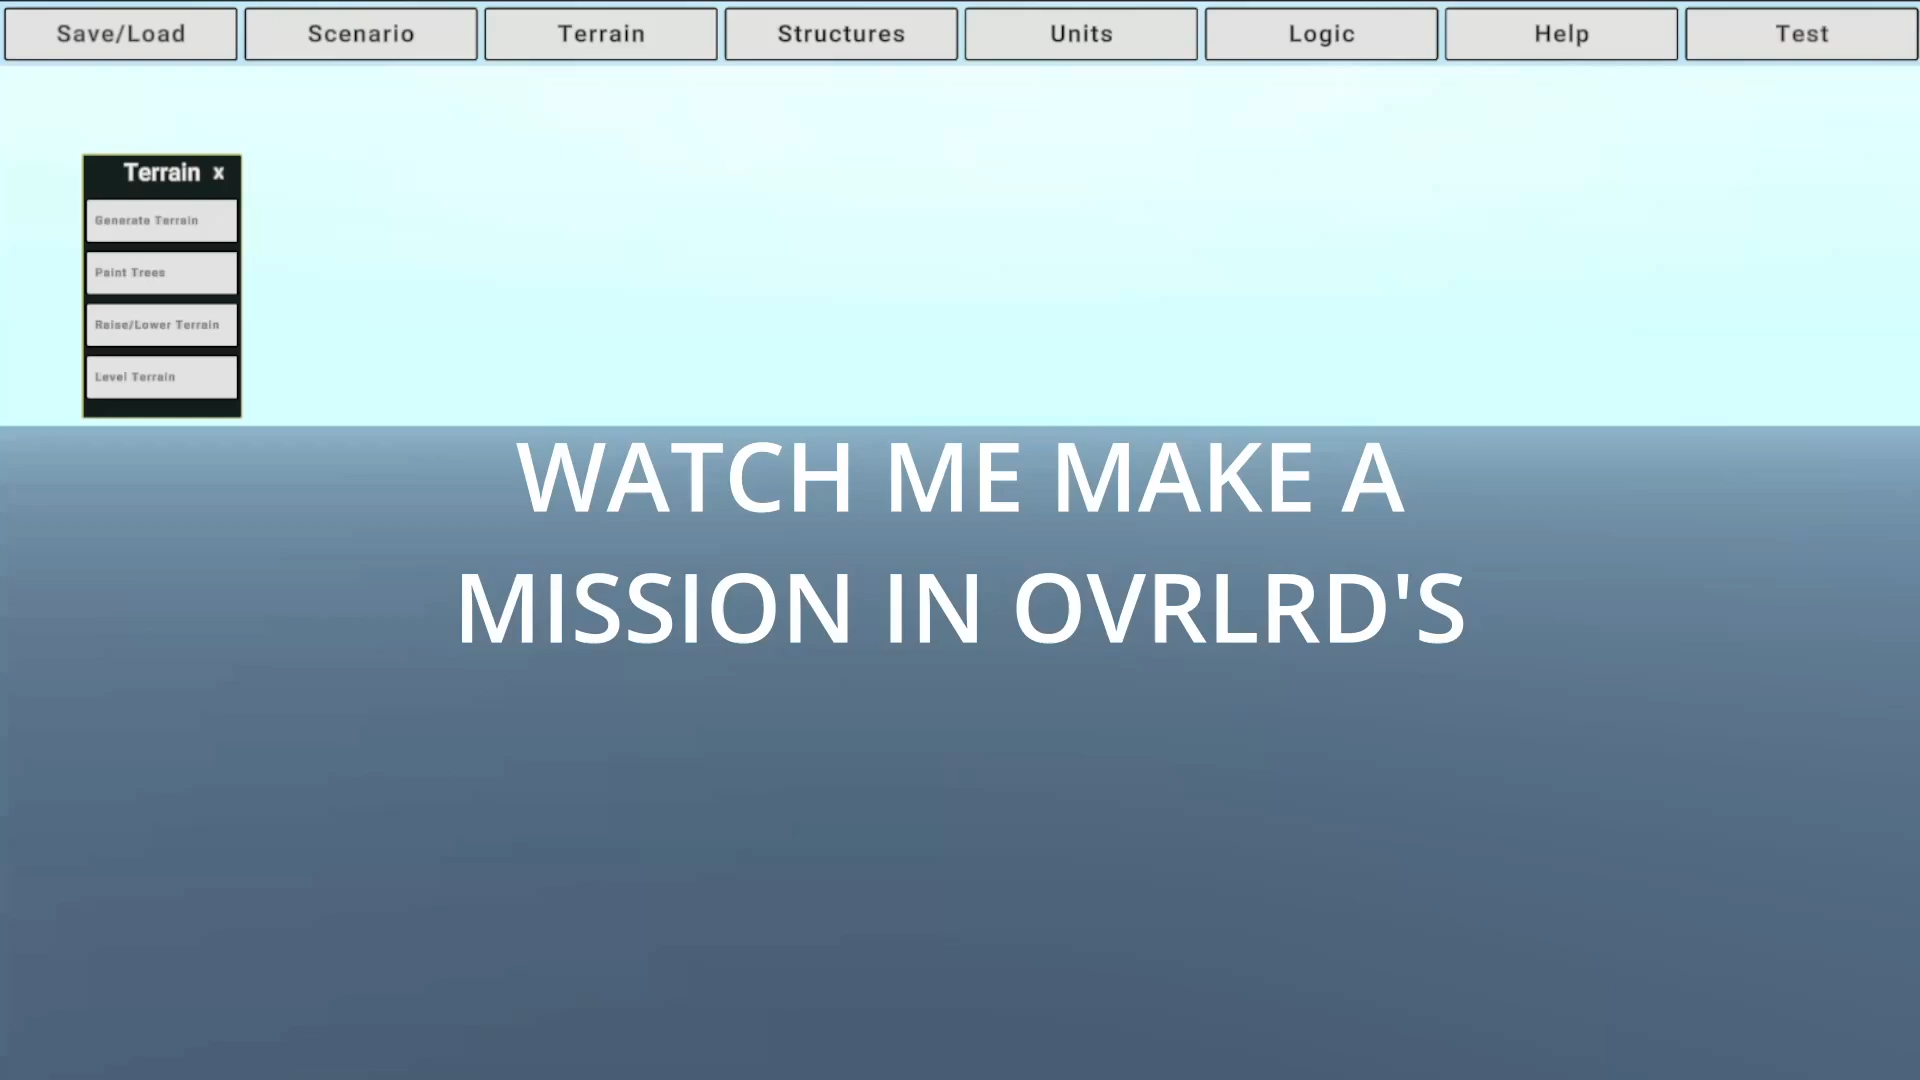 Save/Load Scenario Terrain Structures Units Logic Help Test
Terrain x
Generate Terrain
Paint Trees
Raise/Lower Terrain
Level Terrain
WATCH ME MAKE A
MISSION IN OVRLRD'S